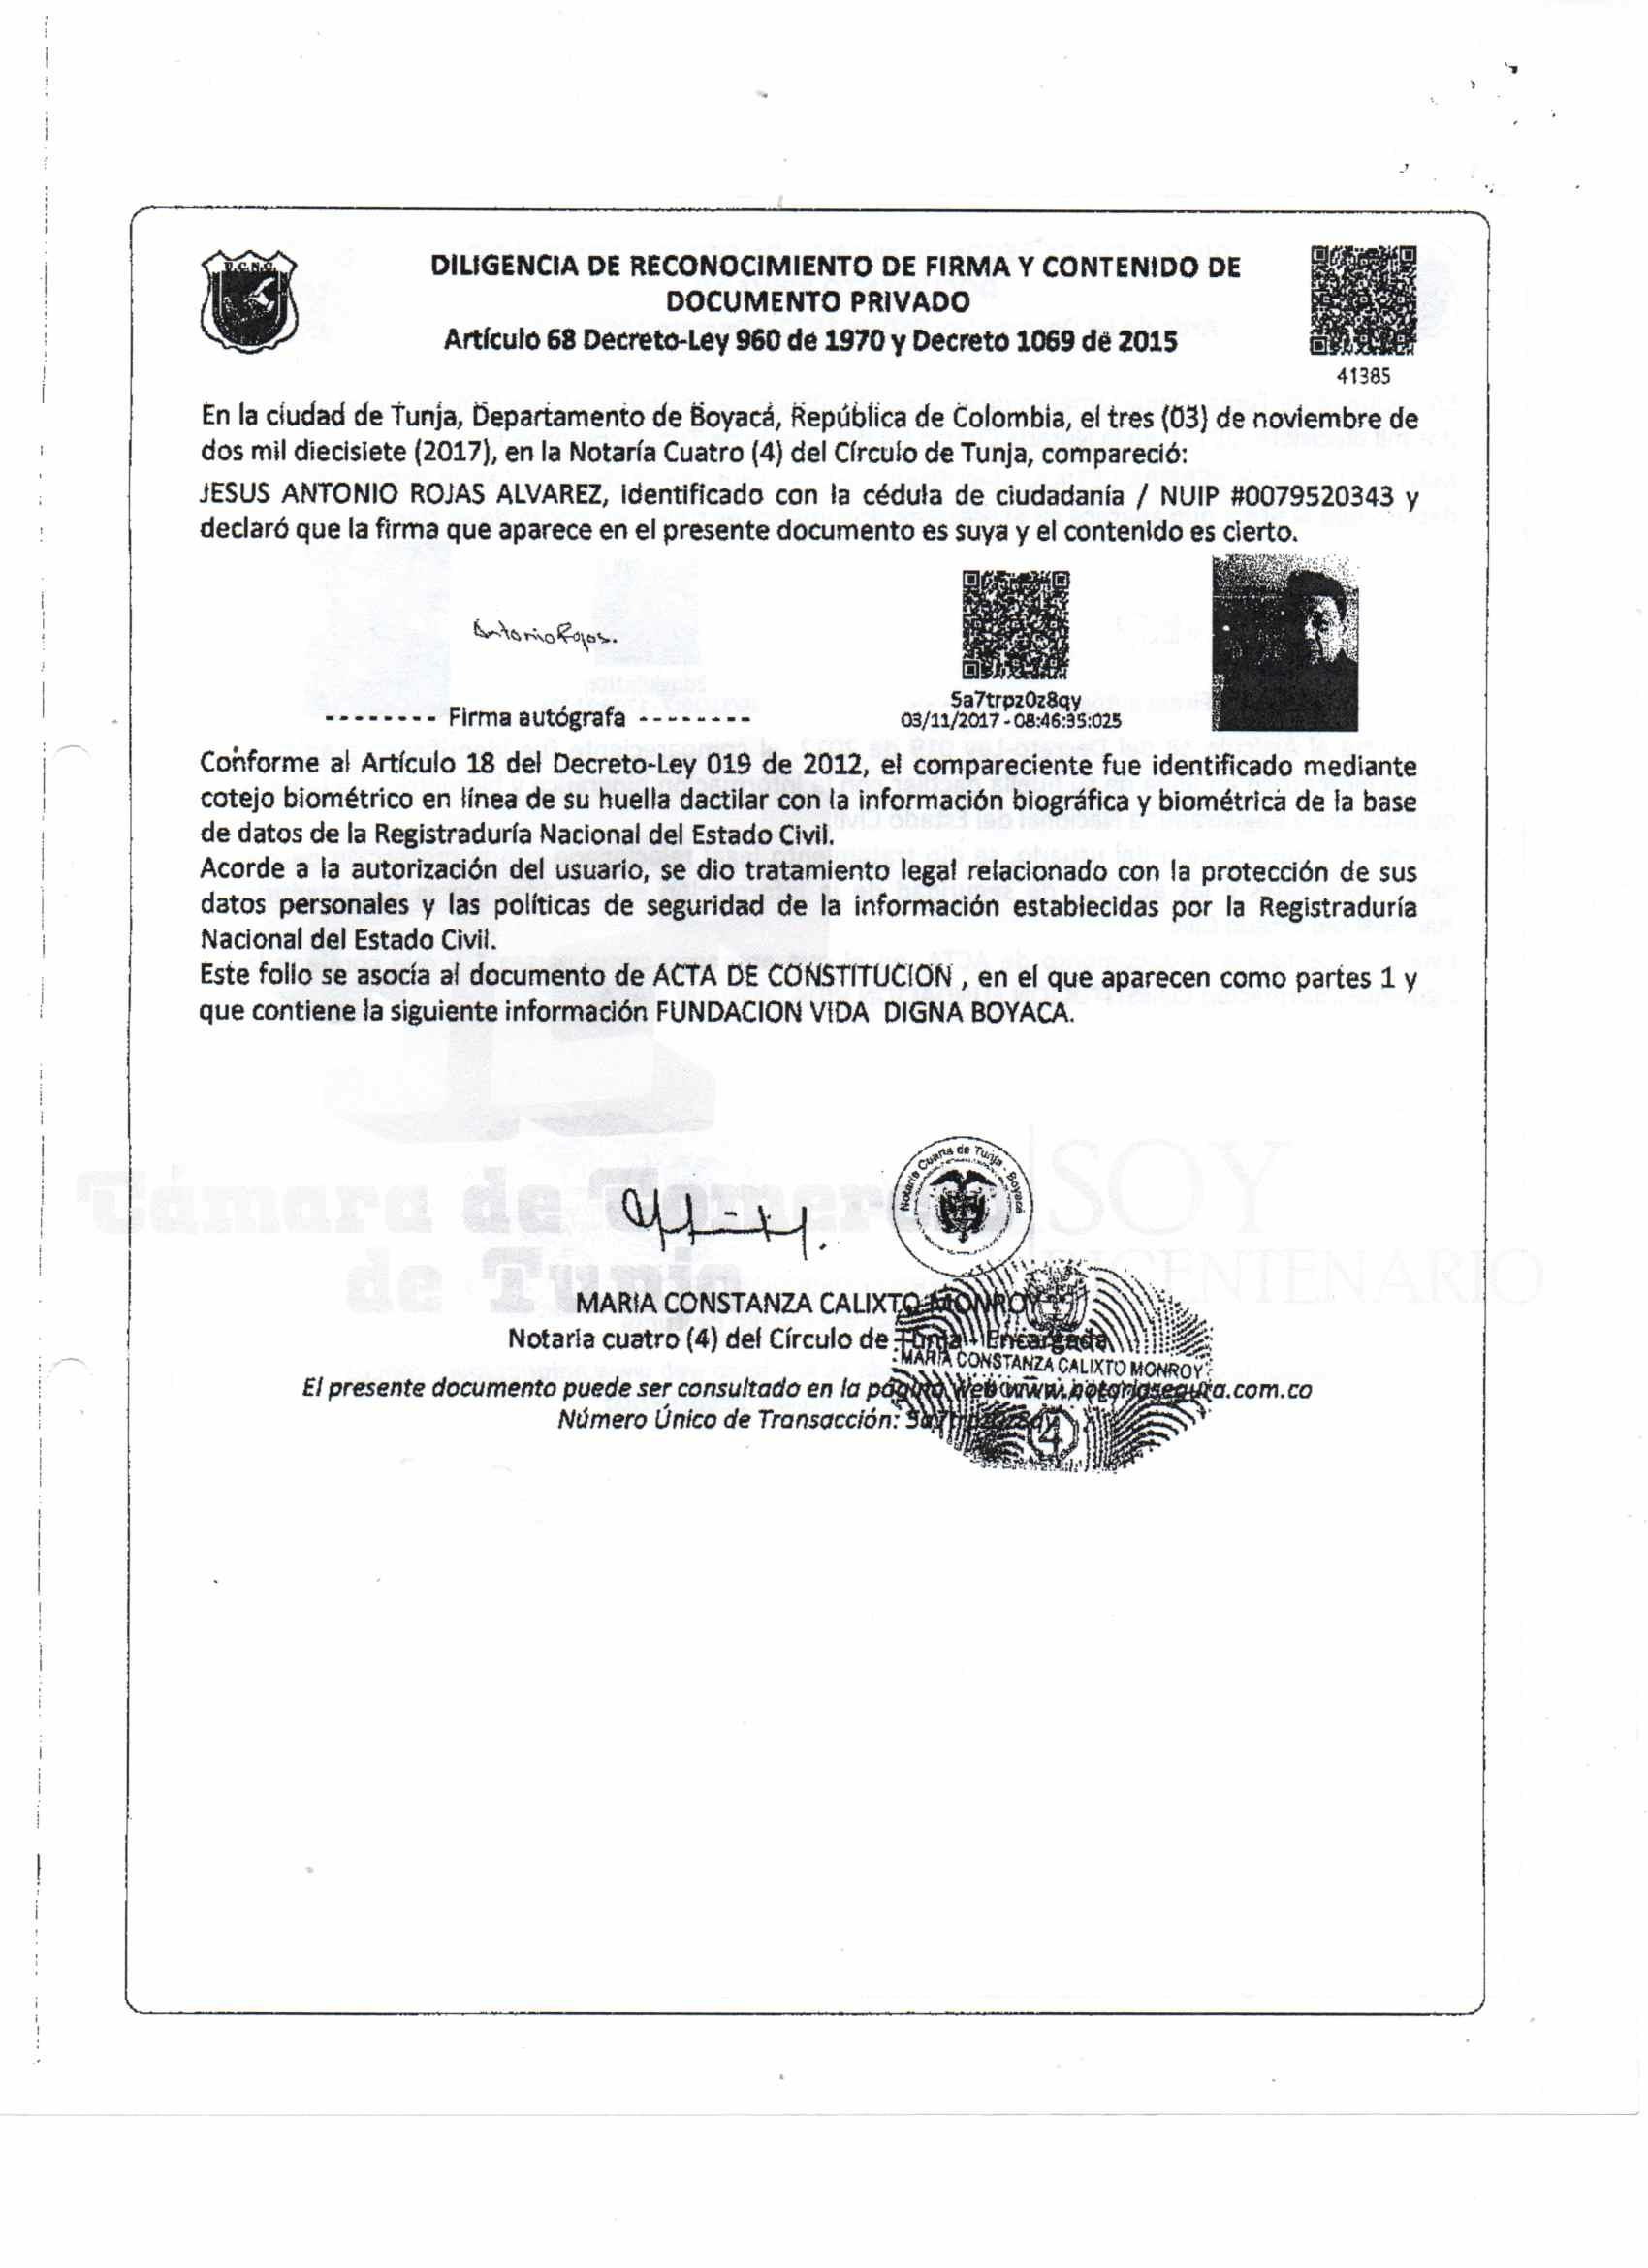 D.C.N.C.
DILIGENCIA DE RECONOCIMIENTO DE FIRMA Y CONTENIDO DE
DOCUMENTO PRIVADO
Artículo 68 Decreto-Ley 960 de 1970 y Decreto 1069 de 2015
41385
En la ciudad de Tunja, Departamento de Boyacá, República de Colombia, el tres (03) de noviembre de
dos mil diecisiete (2017), en la Notaría Cuatro (4) del Círculo de Tunja, compareció:
JESUS ANTONIO ROJAS ALVAREZ, identificado con la cédula de ciudadanía / NUIP #0079520343 y
declaró que la firma que aparece en el presente documento es suya y el contenido es cierto.
Antonio Rojas.
-------- Firma autógrafa --------
5a7trpz0z8qy
03/11/2017 - 08:46:35:025
Conforme al Artículo 18 del Decreto-Ley 019 de 2012, el compareciente fue identificado mediante
cotejo biométrico en línea de su huella dactilar con la información biográfica y biométrica de la base
de datos de la Registraduría Nacional del Estado Civil.
Acorde a la autorización del usuario, se dio tratamiento legal relacionado con la protección de sus
datos personales y las políticas de seguridad de la información establecidas por la Registraduría
Nacional del Estado Civil.
Este folio se asocia al documento de ACTA DE CONSTITUCION , en el que aparecen como partes 1 y
que contiene la siguiente información FUNDACION VIDA DIGNA BOYACA.
Notaría Cuarta de Tunja - Boyacá
Cámara de Comercio
de Tunja
SOY
BICENTENARIO
MARIA CONSTANZA CALIXTO MONROY
Notaria cuatro (4) del Círculo de Tunja - Encargada
MARIA CONSTANZA CALIXTO MONROY
El presente documento puede ser consultado en la página web www.notariasegura.com.co
Número Único de Transacción: 5a7trpz0z8qy
4